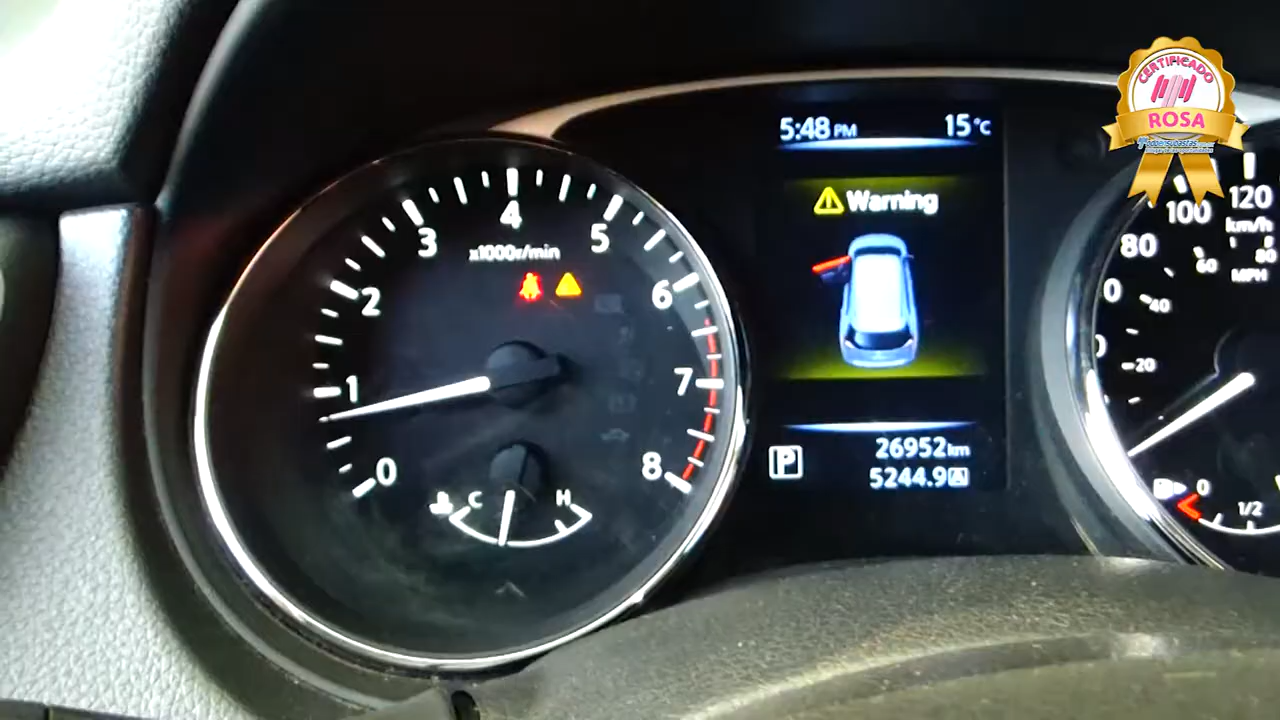 CERTIFICADO
ROSA
5:48 PM 15°C
Warning
x1000r/min
0
1
2
3
4
5
6
7
8
C H
P
26952km
5244.9A
80
100
120
km/h
MPH
20
40
60
80
0
1/2